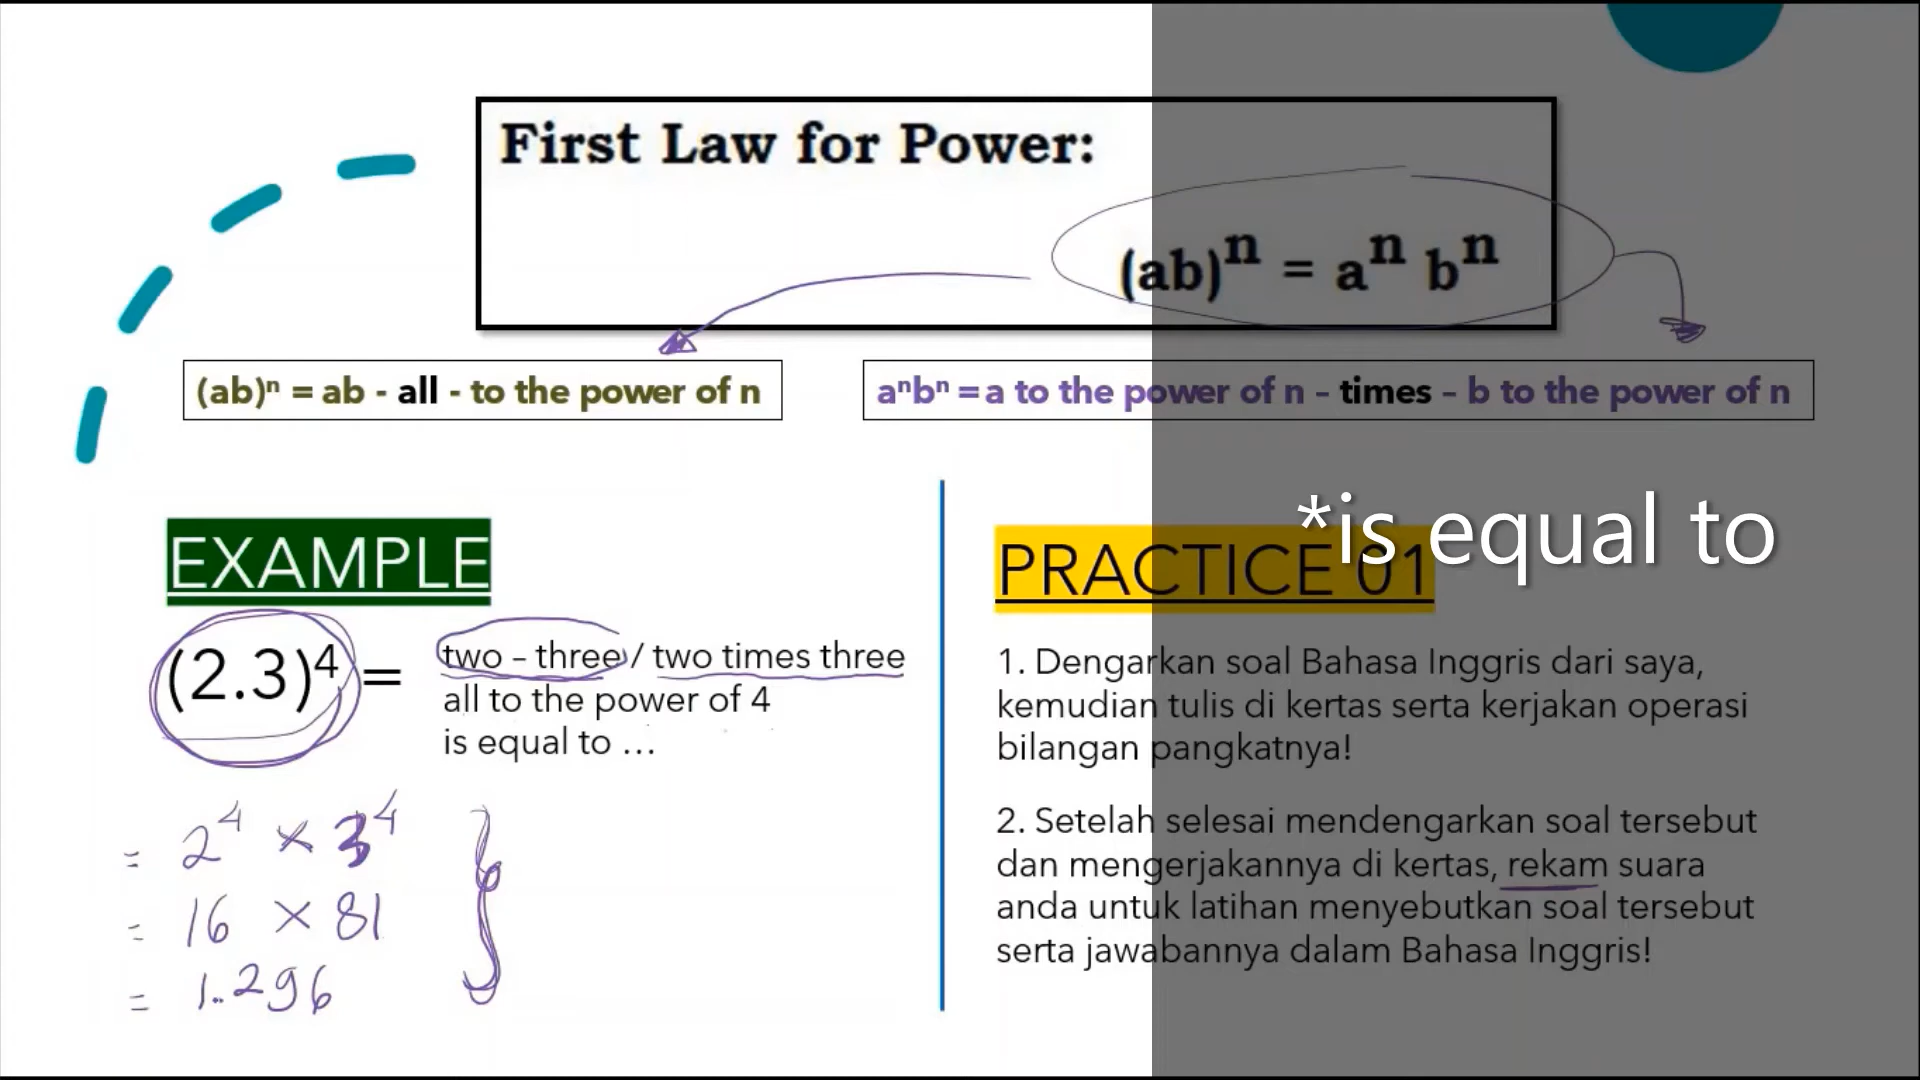 First Law for Power:
(ab)ⁿ = aⁿ bⁿ
(ab)ⁿ = ab - all - to the power of n
aⁿbⁿ = a to the power of n – times – b to the power of n
EXAMPLE
(2.3)⁴ =
two – three / two times three
all to the power of 4
is equal to ...
= 2⁴ × 3⁴
= 16 × 81
= 1.296
*is equal to
PRACTICE 01
1. Dengarkan soal Bahasa Inggris dari saya,
kemudian tulis di kertas serta kerjakan operasi
bilangan pangkatnya!
2. Setelah selesai mendengarkan soal tersebut
dan mengerjakannya di kertas, rekam suara
anda untuk latihan menyebutkan soal tersebut
serta jawabannya dalam Bahasa Inggris!